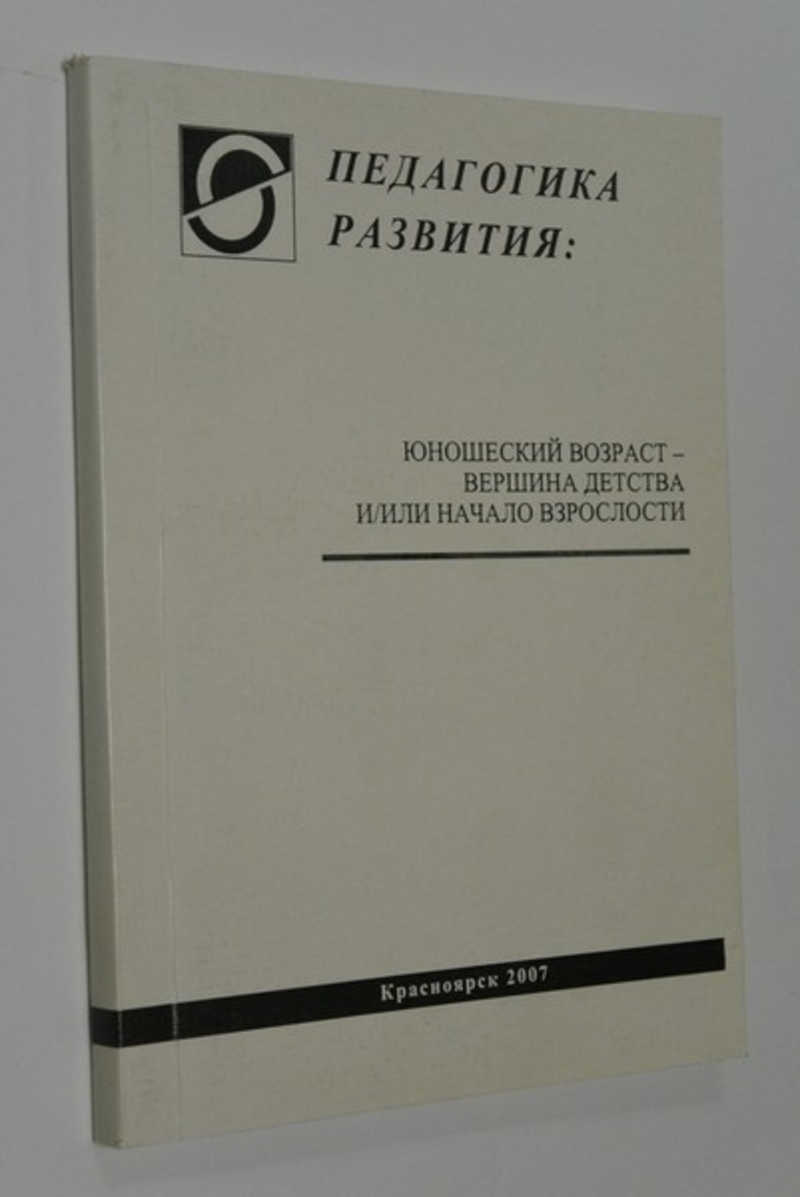 ПЕДАГОГИКА
РАЗВИТИЯ:
ЮНОШЕСКИЙ ВОЗРАСТ –
ВЕРШИНА ДЕТСТВА
И/ИЛИ НАЧАЛО ВЗРОСЛОСТИ
Красноярск 2007